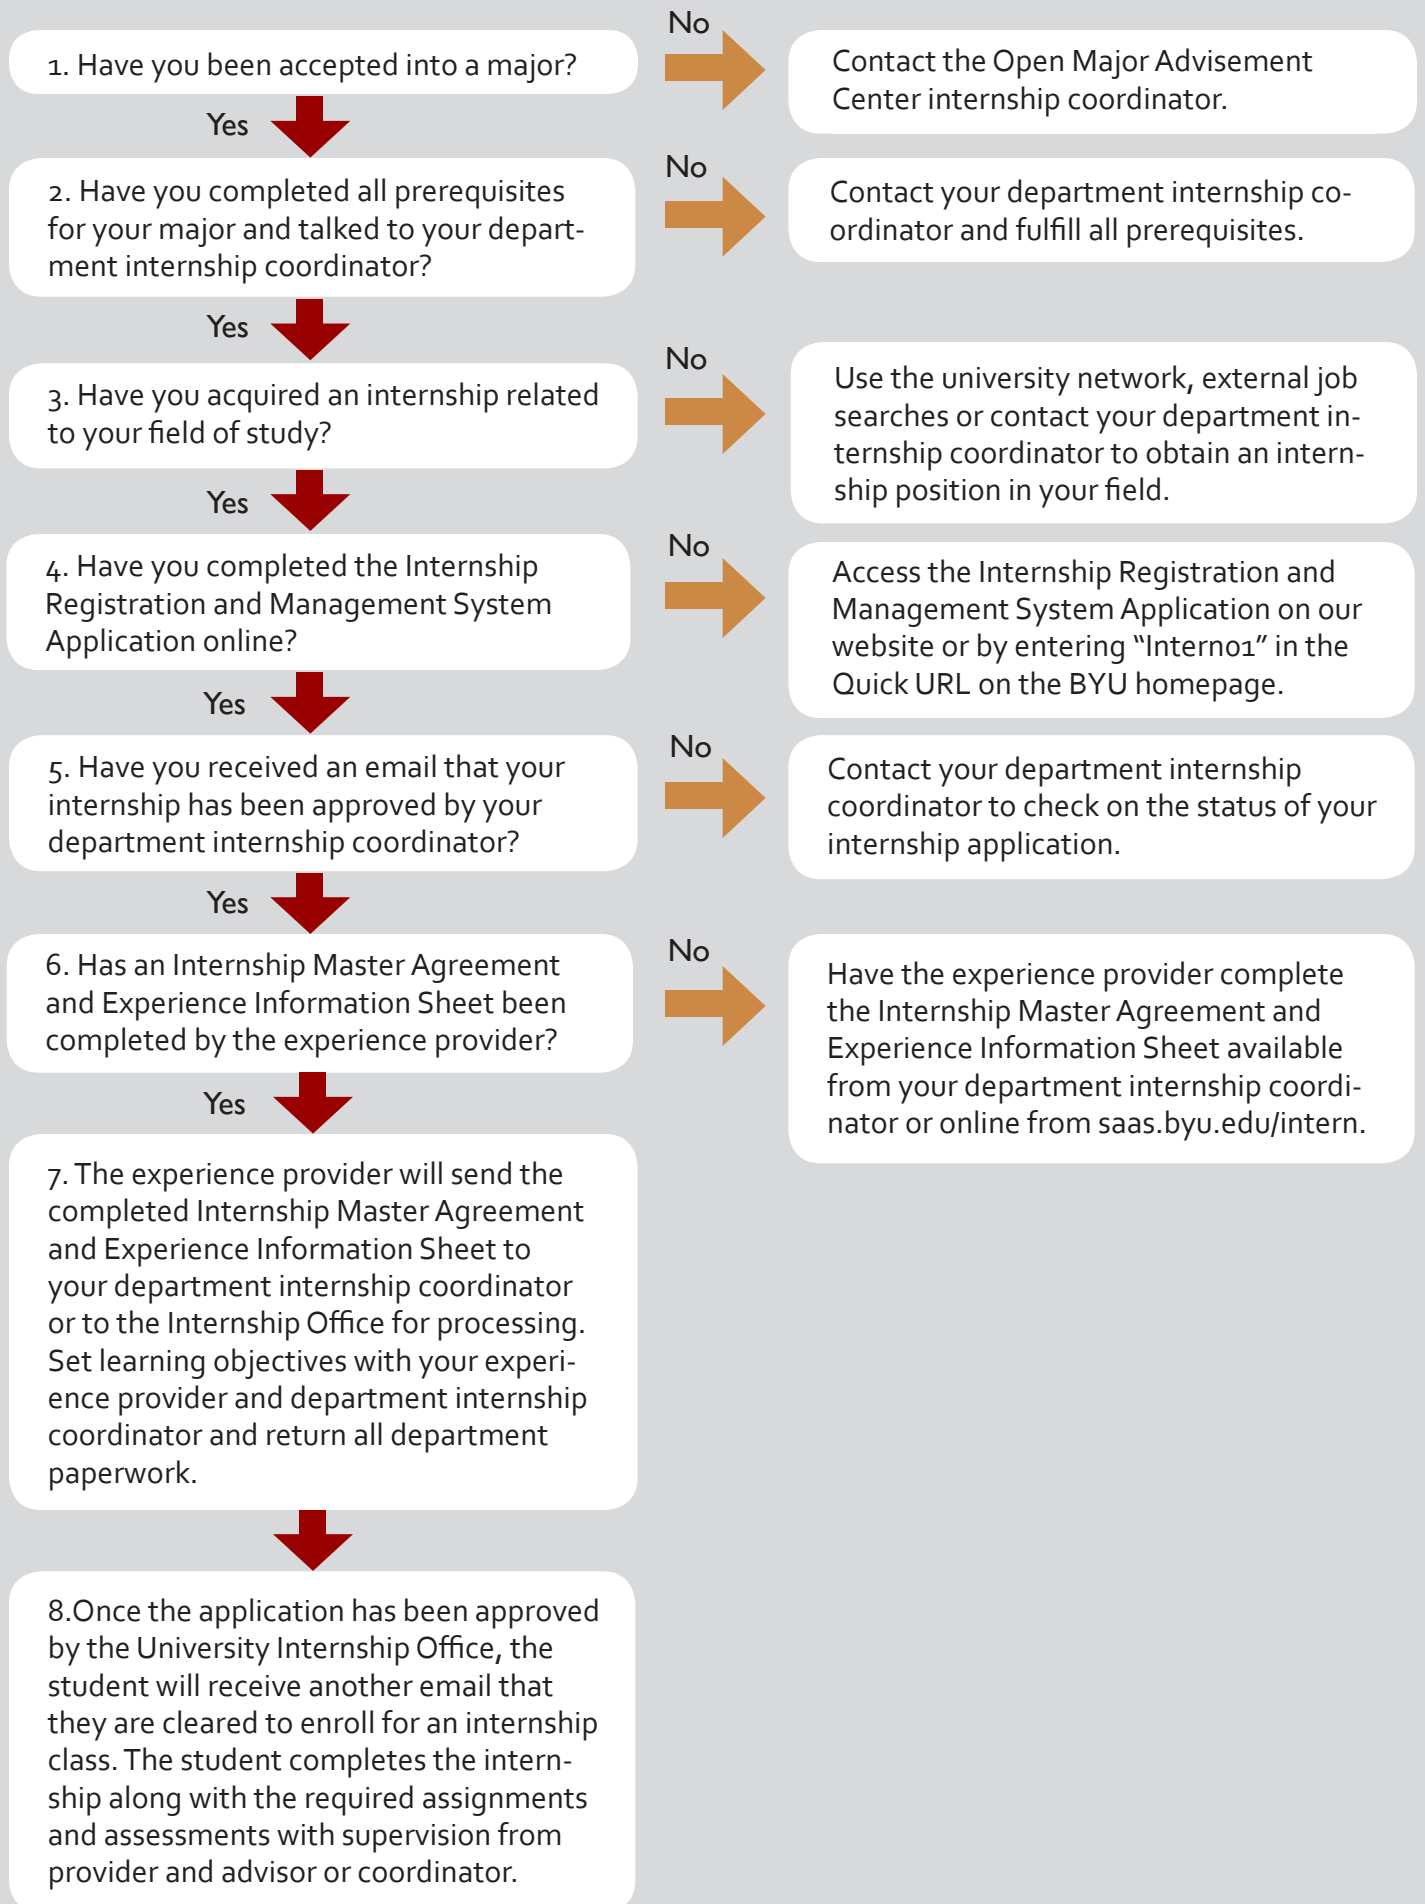 1. Have you been accepted into a major?
No
Contact the Open Major Advisement
Center internship coordinator.
Yes
2. Have you completed all prerequisites
for your major and talked to your depart-
ment internship coordinator?
No
Contact your department internship co-
ordinator and fulfill all prerequisites.
Yes
3. Have you acquired an internship related
to your field of study?
No
Use the university network, external job
searches or contact your department in-
ternship coordinator to obtain an intern-
ship position in your field.
Yes
4. Have you completed the Internship
Registration and Management System
Application online?
No
Access the Internship Registration and
Management System Application on our
website or by entering “Intern01” in the
Quick URL on the BYU homepage.
Yes
5. Have you received an email that your
internship has been approved by your
department internship coordinator?
No
Contact your department internship
coordinator to check on the status of your
internship application.
Yes
6. Has an Internship Master Agreement
and Experience Information Sheet been
completed by the experience provider?
No
Have the experience provider complete
the Internship Master Agreement and
Experience Information Sheet available
from your department internship coordi-
nator or online from saas.byu.edu/intern.
Yes
7. The experience provider will send the
completed Internship Master Agreement
and Experience Information Sheet to
your department internship coordinator
or to the Internship Office for processing.
Set learning objectives with your experi-
ence provider and department internship
coordinator and return all department
paperwork.
8.Once the application has been approved
by the University Internship Office, the
student will receive another email that
they are cleared to enroll for an internship
class. The student completes the intern-
ship along with the required assignments
and assessments with supervision from
provider and advisor or coordinator.